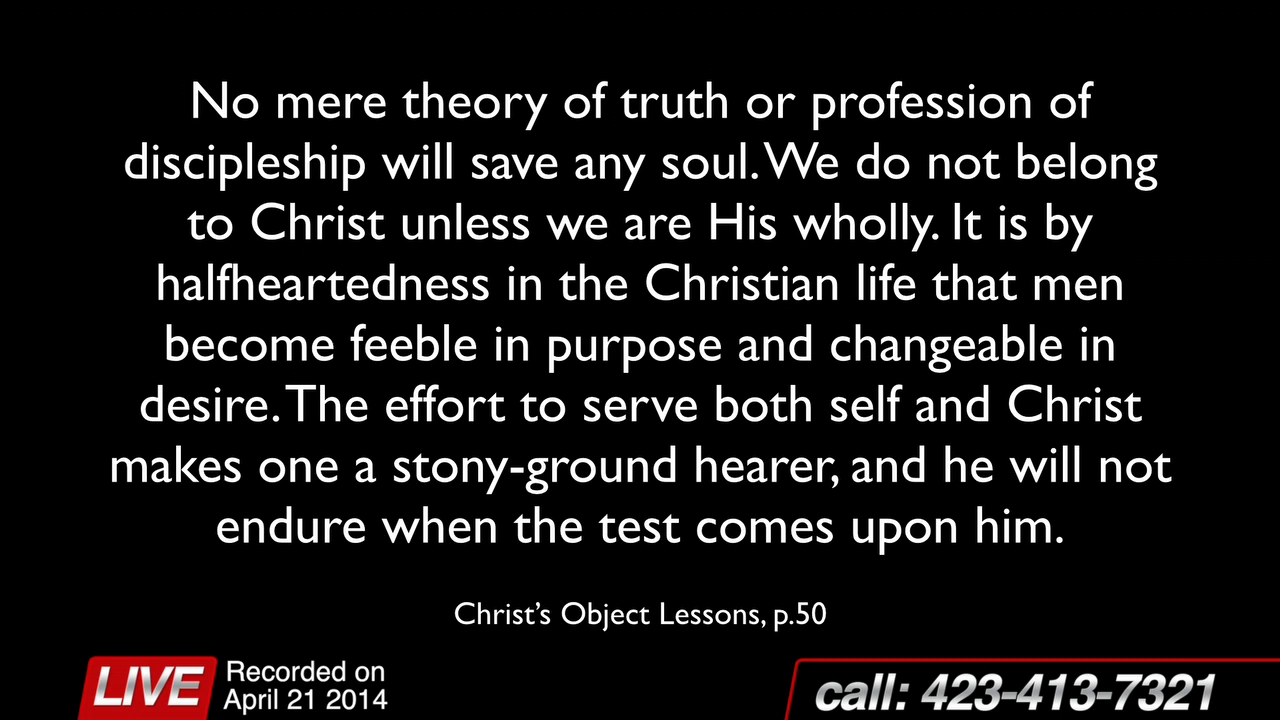 No mere theory of truth or profession of
discipleship will save any soul. We do not belong
to Christ unless we are His wholly. It is by
halfheartedness in the Christian life that men
become feeble in purpose and changeable in
desire. The effort to serve both self and Christ
makes one a stony-ground hearer, and he will not
endure when the test comes upon him.
Christ’s Object Lessons, p.50
LIVE
Recorded on
April 21 2014
call: 423-413-7321